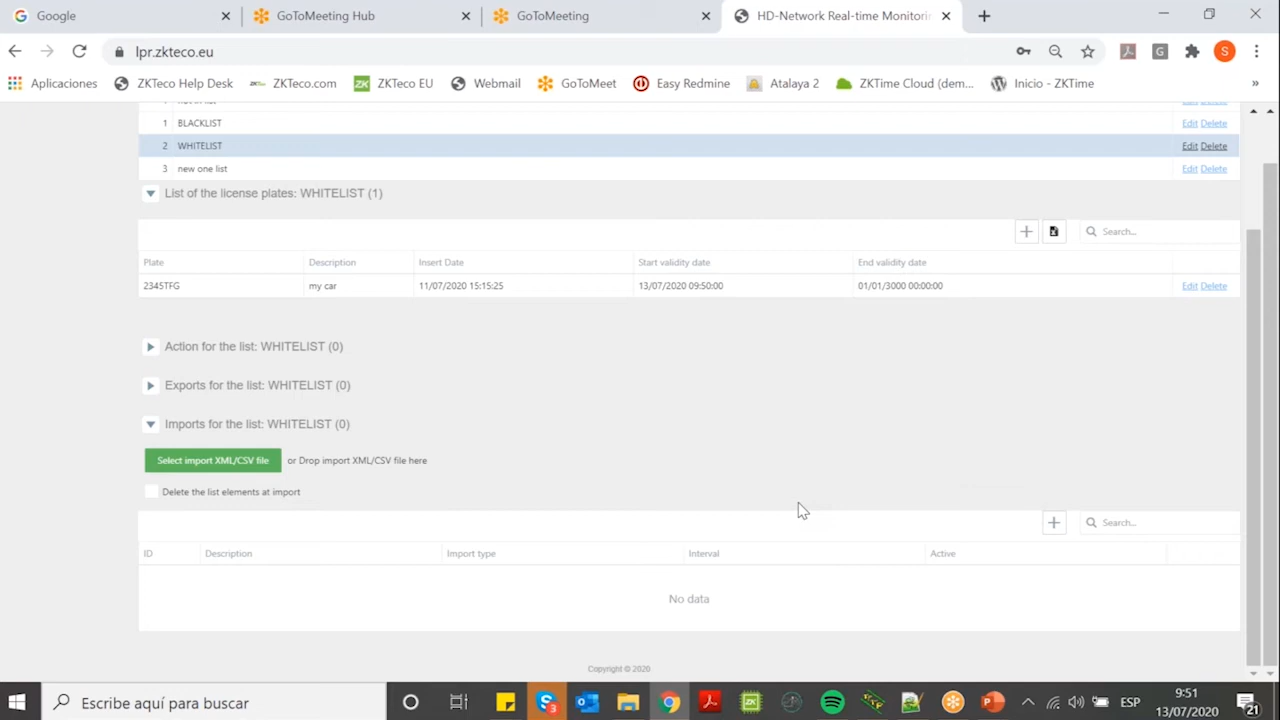 Google
GoToMeeting Hub
GoToMeeting
HD-Network Real-time Monitorin
lpr.zkteco.eu
Aplicaciones
ZKTeco Help Desk
ZKTeco.com
ZKTeco EU
Webmail
GoToMeet
Easy Redmine
Atalaya 2
ZKTime Cloud (dem...
Inicio - ZKTime
»
1 BLACKLIST Edit Delete
2 WHITELIST Edit Delete
3 new one list Edit Delete
List of the license plates: WHITELIST (1)
Search...
Plate Description Insert Date Start validity date End validity date
2345TFG my car 11/07/2020 15:15:25 13/07/2020 09:50:00 01/01/3000 00:00:00 Edit Delete
Action for the list: WHITELIST (0)
Exports for the list: WHITELIST (0)
Imports for the list: WHITELIST (0)
Select import XML/CSV file or Drop import XML/CSV file here
Delete the list elements at import
Search...
ID Description Import type Interval Active
No data
Copyright © 2020
Escribe aquí para buscar
ESP
9:51
13/07/2020
21